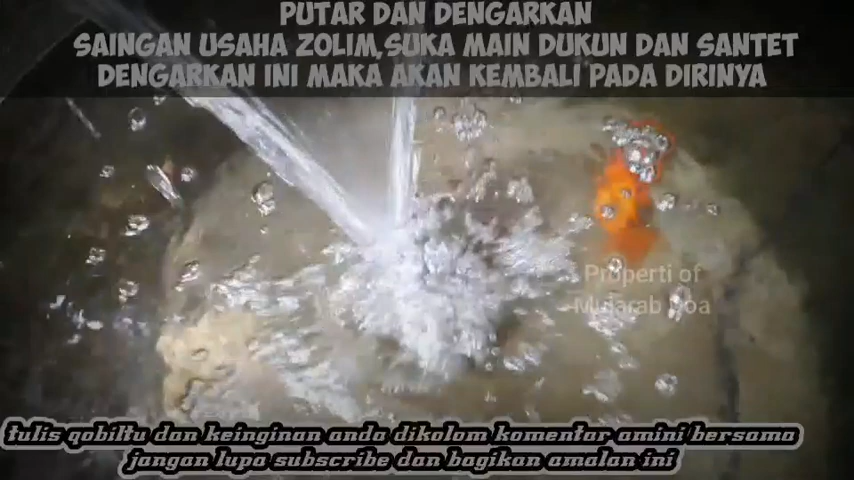 PUTAR DAN DENGARKAN
SAINGAN USAHA ZOLIM,SUKA MAIN DUKUN DAN SANTET
DENGARKAN INI MAKA AKAN KEMBALI PADA DIRINYA
Properti of
Mujarab Doa
tulis qobiltu dan keinginan anda dikolom komentar amini bersama
jangan lupa subscribe dan bagikan amalan ini